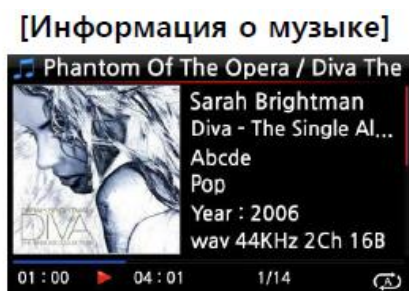 [Информация о музыке]
Phantom Of The Opera / Diva The
Sarah Brightman
Diva - The Single Al...
Abcde
Pop
Year : 2006
wav 44KHz 2Ch 16B
DIVA
01 : 00 04 : 01 1/14 A